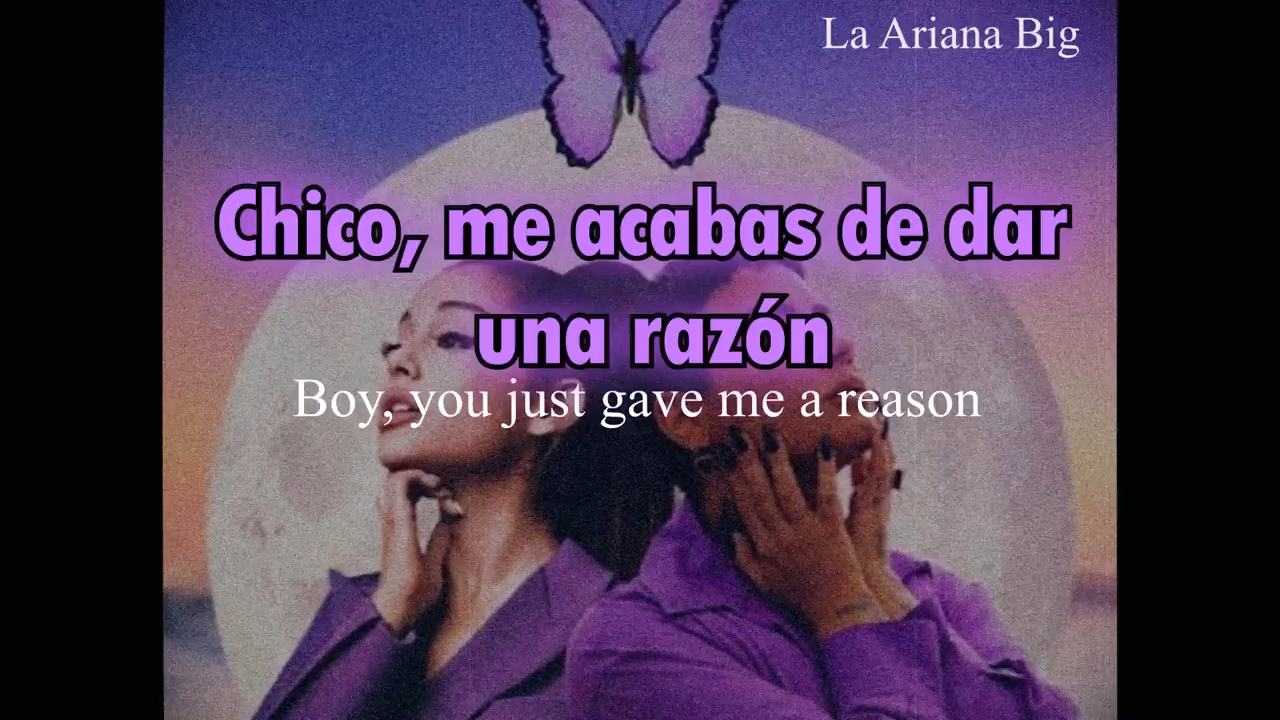 La Ariana Big
Chico, me acabas de dar
una razón
Boy, you just gave me a reason